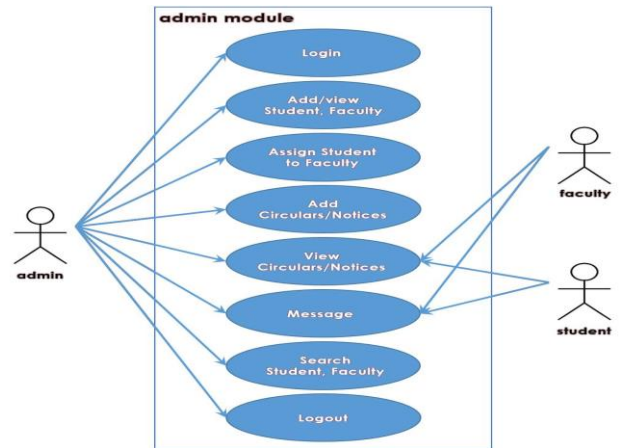 admin module
Login
Add/view
Student, Faculty
Assign Student
to Faculty
Add
Circulars/Notices
View
Circulars/Notices
Message
Search
Student, Faculty
Logout
admin
faculty
student